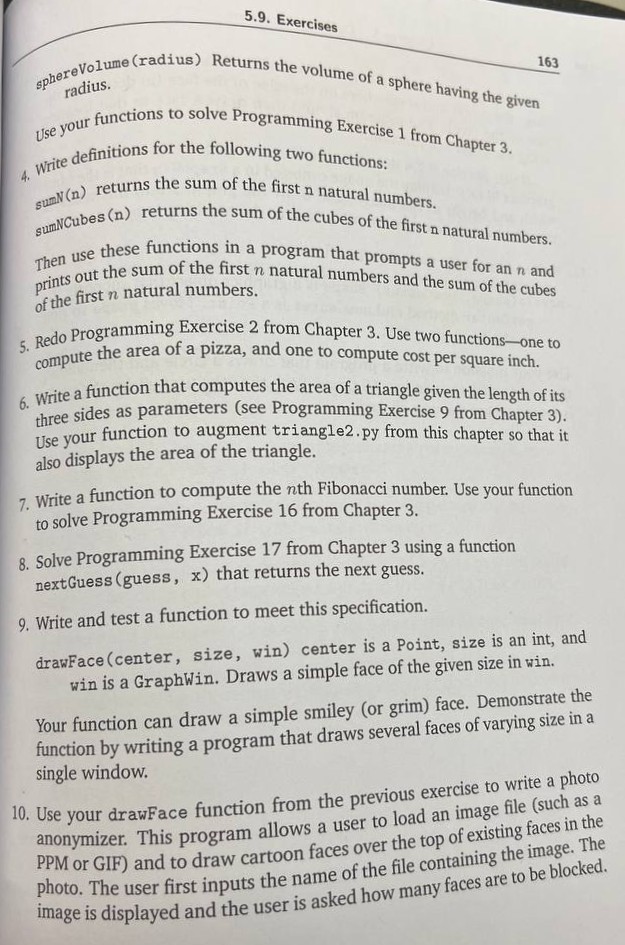 5.9. Exercises
163
sphereVolume(radius) Returns the volume of a sphere having the given
radius.
Use your functions to solve Programming Exercise 1 from Chapter 3.
4. Write definitions for the following two functions:
sumN(n) returns the sum of the first n natural numbers.
sumNCubes(n) returns the sum of the cubes of the first n natural numbers.
Then use these functions in a program that prompts a user for an n and
prints out the sum of the first n natural numbers and the sum of the cubes
of the first n natural numbers.
5. Redo Programming Exercise 2 from Chapter 3. Use two functions—one to
compute the area of a pizza, and one to compute cost per square inch.
6. Write a function that computes the area of a triangle given the length of its
three sides as parameters (see Programming Exercise 9 from Chapter 3).
Use your function to augment triangle2.py from this chapter so that it
also displays the area of the triangle.
7. Write a function to compute the nth Fibonacci number. Use your function
to solve Programming Exercise 16 from Chapter 3.
8. Solve Programming Exercise 17 from Chapter 3 using a function
nextGuess(guess, x) that returns the next guess.
9. Write and test a function to meet this specification.
drawFace(center, size, win) center is a Point, size is an int, and
win is a GraphWin. Draws a simple face of the given size in win.
Your function can draw a simple smiley (or grim) face. Demonstrate the
function by writing a program that draws several faces of varying size in a
single window.
10. Use your drawFace function from the previous exercise to write a photo
anonymizer. This program allows a user to load an image file (such as a
PPM or GIF) and to draw cartoon faces over the top of existing faces in the
photo. The user first inputs the name of the file containing the image. The
image is displayed and the user is asked how many faces are to be blocked.